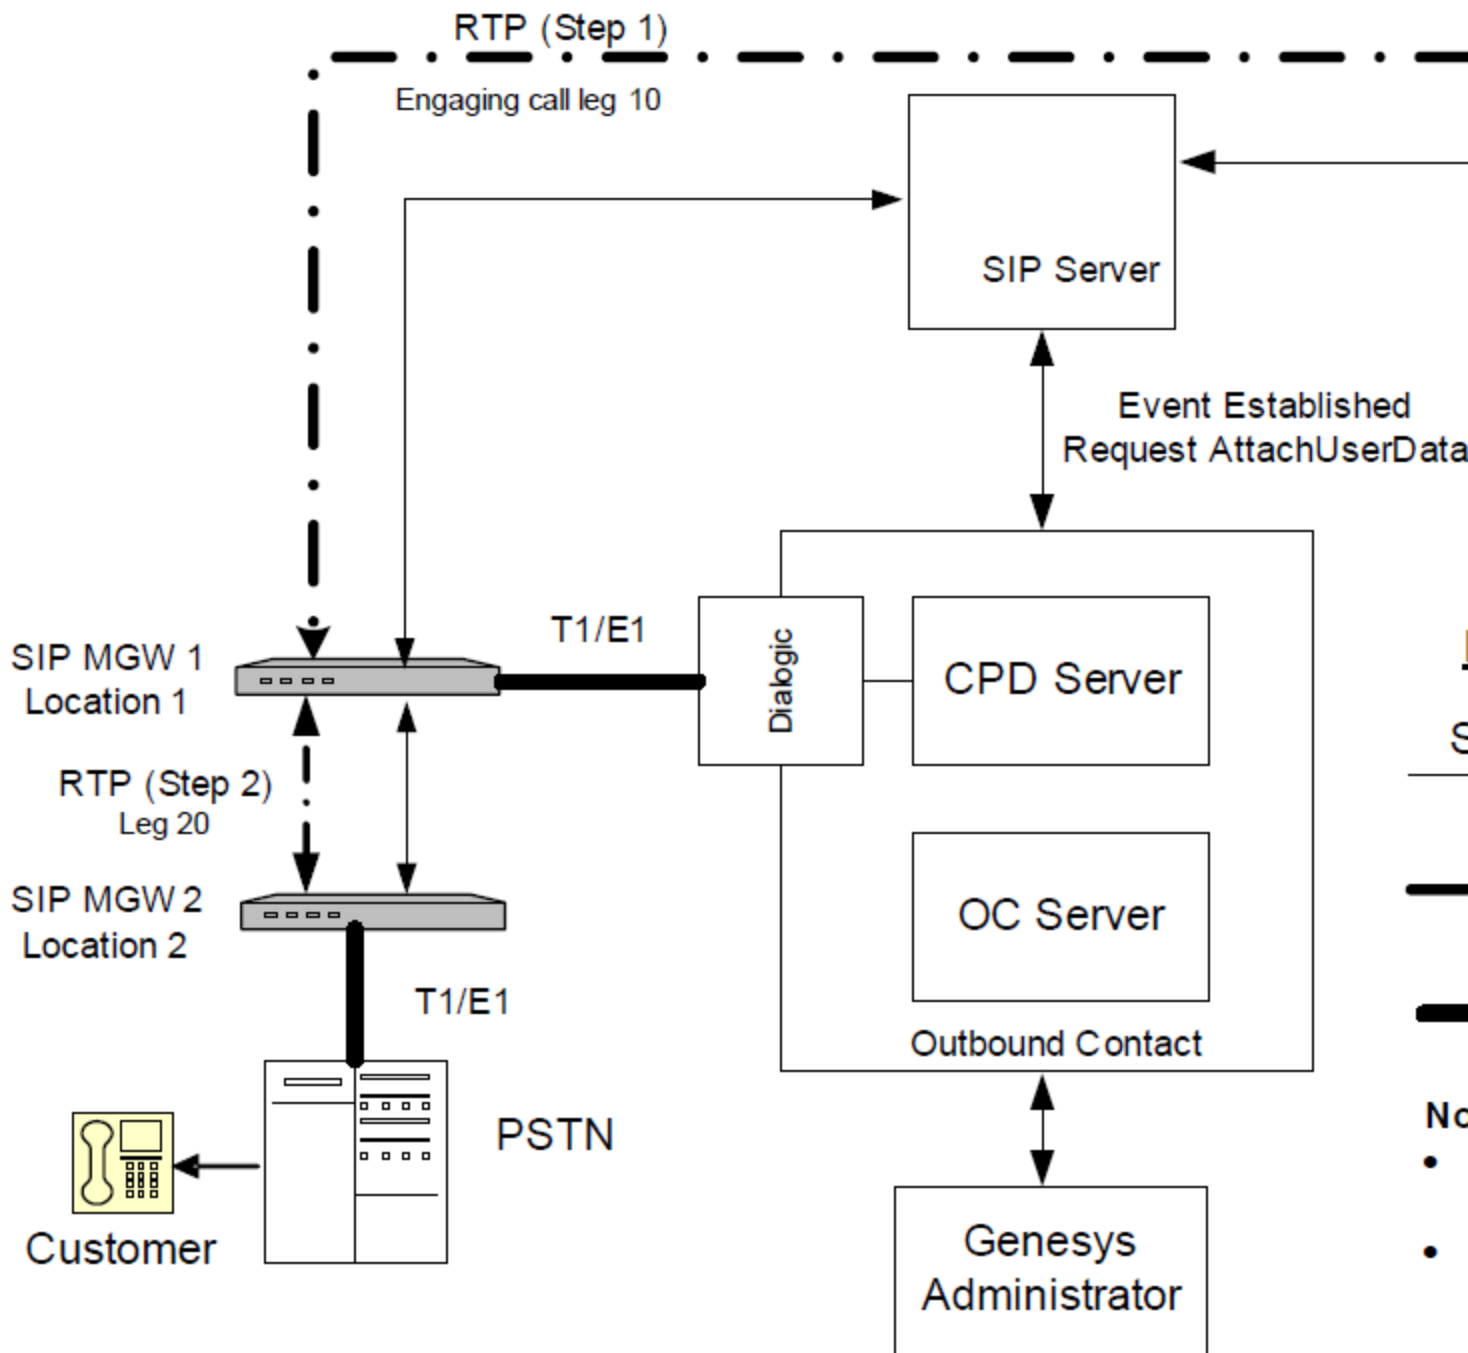 RTP (Step 1)
Engaging call leg 10
SIP Server
Event Established
Request AttachUserData
T1/E1
SIP MGW 1
Location 1
Dialogic
CPD Server
RTP (Step 2)
Leg 20
SIP MGW 2
Location 2
OC Server
T1/E1
Outbound Contact
PSTN
Customer
Genesys
Administrator